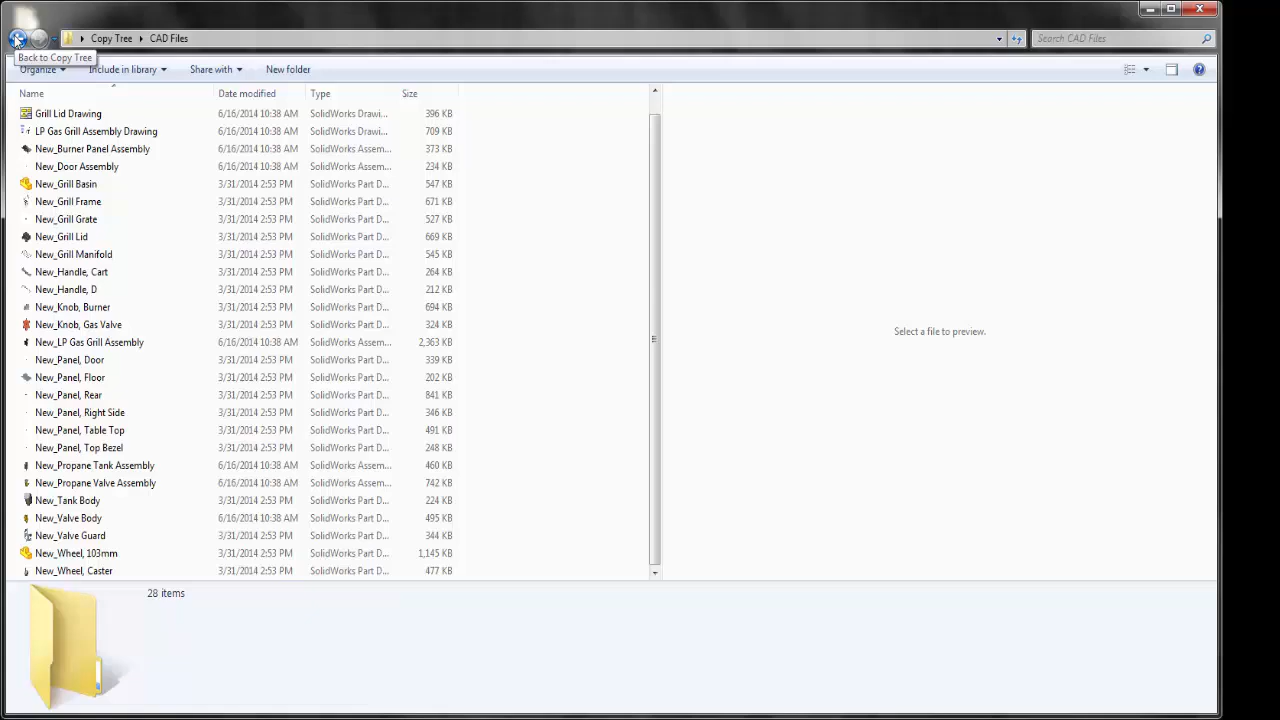 Copy Tree CAD Files Search CAD Files
Back to Copy Tree
Organize Include in library Share with New folder
Name Date modified Type Size
Grill Lid Drawing 6/16/2014 10:38 AM SolidWorks Drawi... 396 KB
LP Gas Grill Assembly Drawing 6/16/2014 10:38 AM SolidWorks Drawi... 709 KB
New_Burner Panel Assembly 6/16/2014 10:38 AM SolidWorks Assem... 373 KB
New_Door Assembly 6/16/2014 10:38 AM SolidWorks Assem... 234 KB
New_Grill Basin 3/31/2014 2:53 PM SolidWorks Part D... 547 KB
New_Grill Frame 3/31/2014 2:53 PM SolidWorks Part D... 671 KB
New_Grill Grate 3/31/2014 2:53 PM SolidWorks Part D... 527 KB
New_Grill Lid 3/31/2014 2:53 PM SolidWorks Part D... 669 KB
New_Grill Manifold 3/31/2014 2:53 PM SolidWorks Part D... 545 KB
New_Handle, Cart 3/31/2014 2:53 PM SolidWorks Part D... 264 KB
New_Handle, D 3/31/2014 2:53 PM SolidWorks Part D... 212 KB
New_Knob, Burner 3/31/2014 2:53 PM SolidWorks Part D... 694 KB
New_Knob, Gas Valve 3/31/2014 2:53 PM SolidWorks Part D... 324 KB
New_LP Gas Grill Assembly 6/16/2014 10:38 AM SolidWorks Assem... 2,363 KB
New_Panel, Door 3/31/2014 2:53 PM SolidWorks Part D... 339 KB
New_Panel, Floor 3/31/2014 2:53 PM SolidWorks Part D... 202 KB
New_Panel, Rear 3/31/2014 2:53 PM SolidWorks Part D... 841 KB
New_Panel, Right Side 3/31/2014 2:53 PM SolidWorks Part D... 346 KB
New_Panel, Table Top 3/31/2014 2:53 PM SolidWorks Part D... 491 KB
New_Panel, Top Bezel 3/31/2014 2:53 PM SolidWorks Part D... 248 KB
New_Propane Tank Assembly 6/16/2014 10:38 AM SolidWorks Assem... 460 KB
New_Propane Valve Assembly 6/16/2014 10:38 AM SolidWorks Assem... 742 KB
New_Tank Body 3/31/2014 2:53 PM SolidWorks Part D... 224 KB
New_Valve Body 6/16/2014 10:38 AM SolidWorks Part D... 495 KB
New_Valve Guard 3/31/2014 2:53 PM SolidWorks Part D... 344 KB
New_Wheel, 103mm 3/31/2014 2:53 PM SolidWorks Part D... 1,145 KB
New_Wheel, Caster 3/31/2014 2:53 PM SolidWorks Part D... 477 KB
Select a file to preview.
28 items